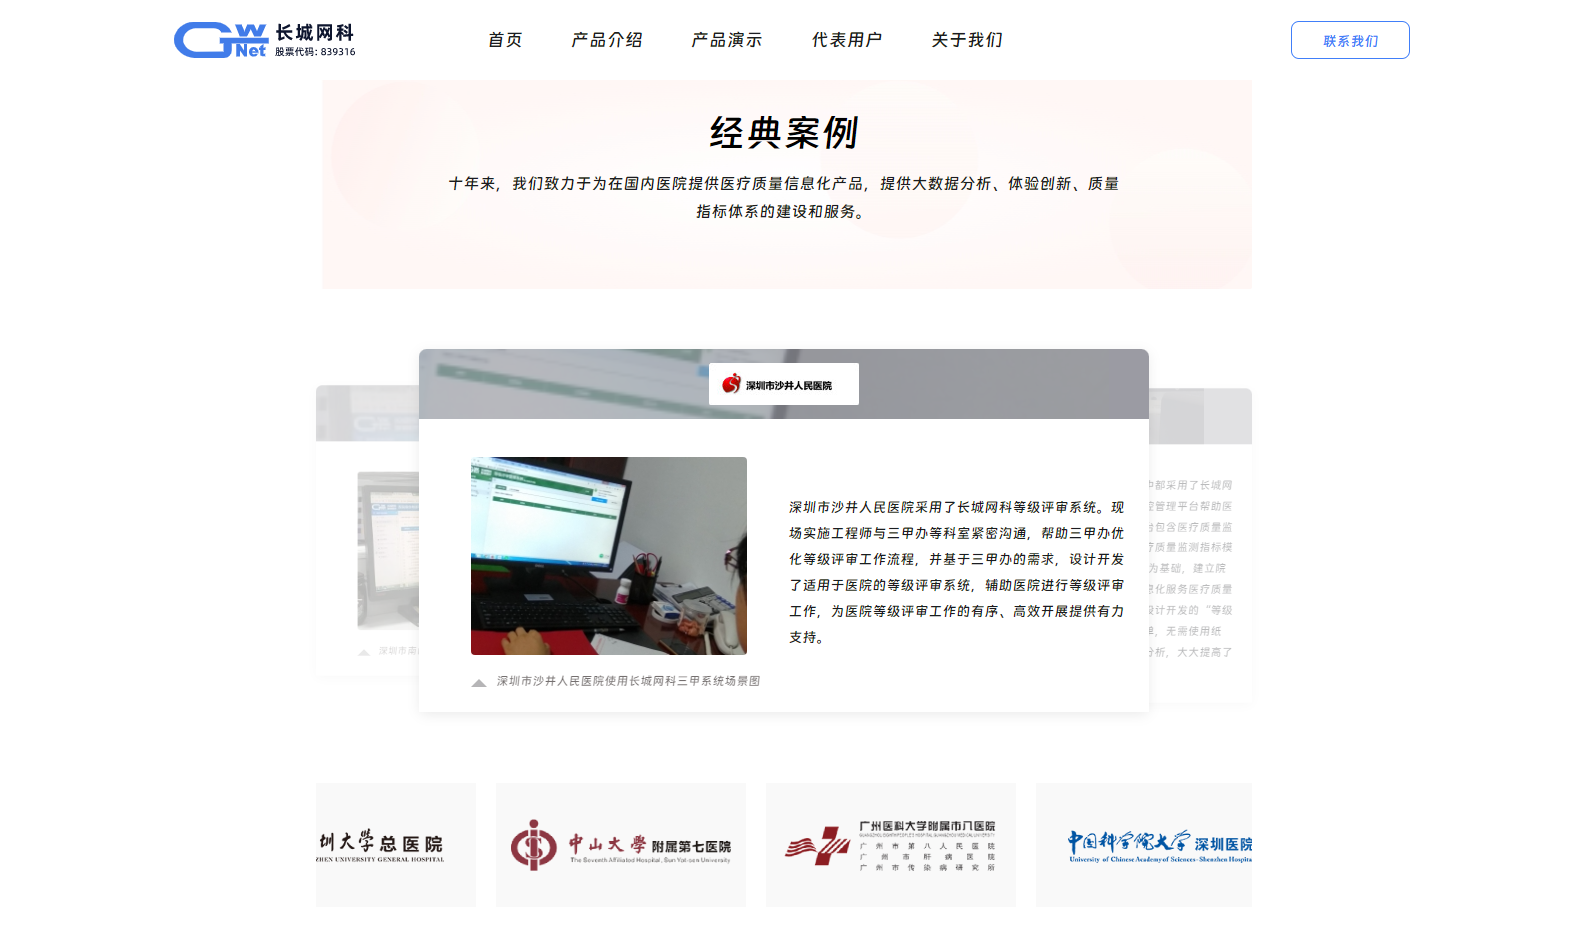 GW Net 长城网科
股票代码: 839316
首页 产品介绍 产品演示 代表用户 关于我们
联系我们
经典案例
十年来，我们致力于为在国内医院提供医疗质量信息化产品，提供大数据分析、体验创新、质量
指标体系的建设和服务。
深圳市沙井人民医院
深圳市沙井人民医院采用了长城网科等级评审系统。现
场实施工程师与三甲办等科室紧密沟通，帮助三甲办优
化等级评审工作流程，并基于三甲办的需求，设计开发
了适用于医院的等级评审系统，辅助医院进行等级评审
工作，为医院等级评审工作的有序、高效开展提供有力
支持。
深圳市沙井人民医院使用长城网科三甲系统场景图
深圳市南
都采用了长城网
管理平台帮助医
包含医疗质量监
疗质量监测指标模
为基础，建立院
息化服务医疗质量
设计开发的“等级
单，无需使用纸
分析，大大提高了
圳大学总医院
ZHEN UNIVERSITY GENERAL HOSPITAL
中山大學 附属第七医院
The Seventh Affiliated Hospital, Sun Yat-sen University
广州医科大学附属市八医院
广州市第八人民医院
广州市肝病医院
广州市传染病研究所
中国科学院大学 深圳医院
University of Chinese Academy of Sciences-Shenzhen Hospita